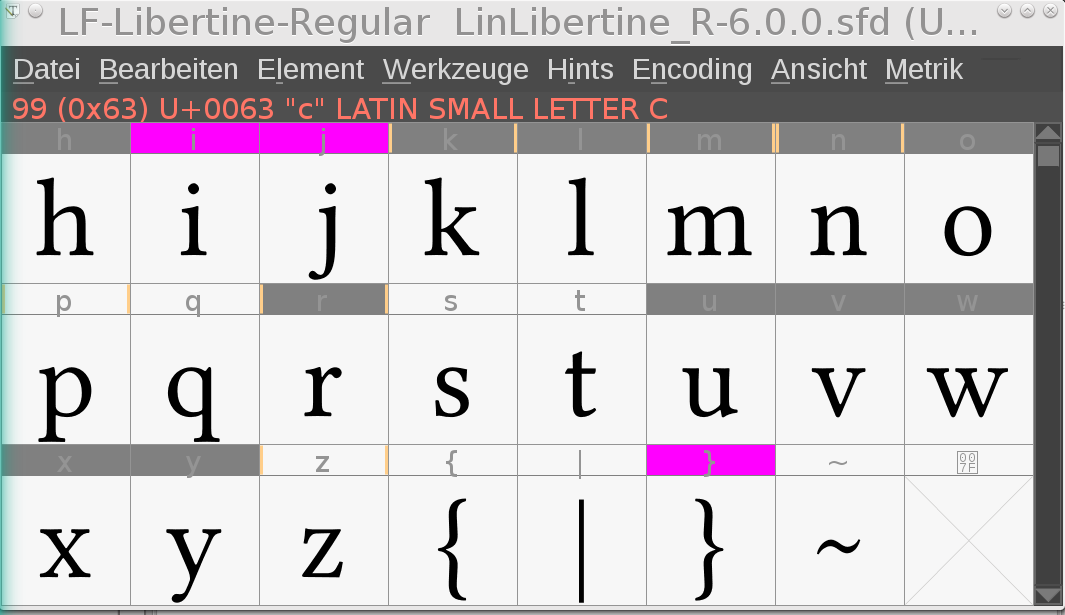 LF-Libertine-Regular LinLibertine_R-6.0.0.sfd (U...
Datei Bearbeiten Element Werkzeuge Hints Encoding Ansicht Metrik
99 (0x63) U+0063 "c" LATIN SMALL LETTER C
h i j k l m n o
h i j k l m n o
p q r s t u v w
p q r s t u v w
x y z { | } ~ 007F
x y z { | } ~